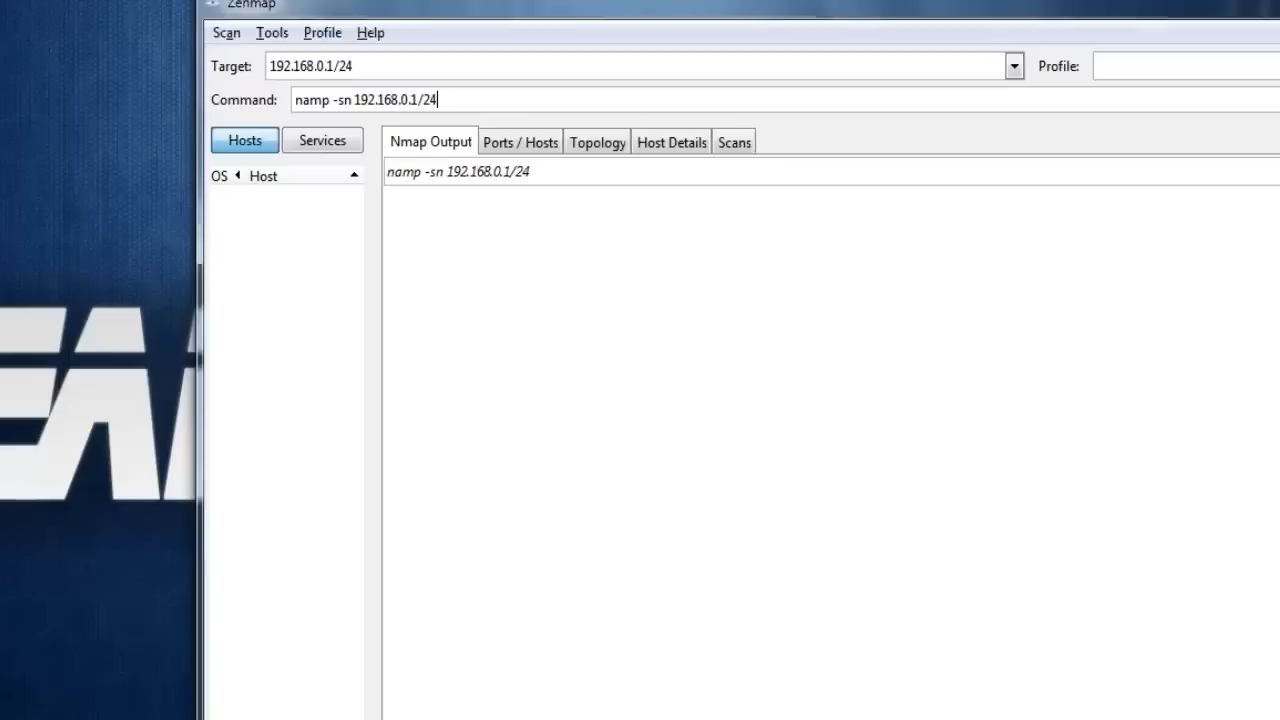 Zenmap
Scan Tools Profile Help
Target: 192.168.0.1/24 Profile:
Command: namp -sn 192.168.0.1/24
Hosts Services Nmap Output Ports / Hosts Topology Host Details Scans
OS Host
namp -sn 192.168.0.1/24